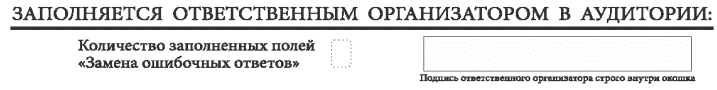 ЗАПОЛНЯЕТСЯ ОТВЕТСТВЕННЫМ ОРГАНИЗАТОРОМ В АУДИТОРИИ:
Количество заполненных полей
«Замена ошибочных ответов»
Подпись ответственного организатора строго внутри окошка